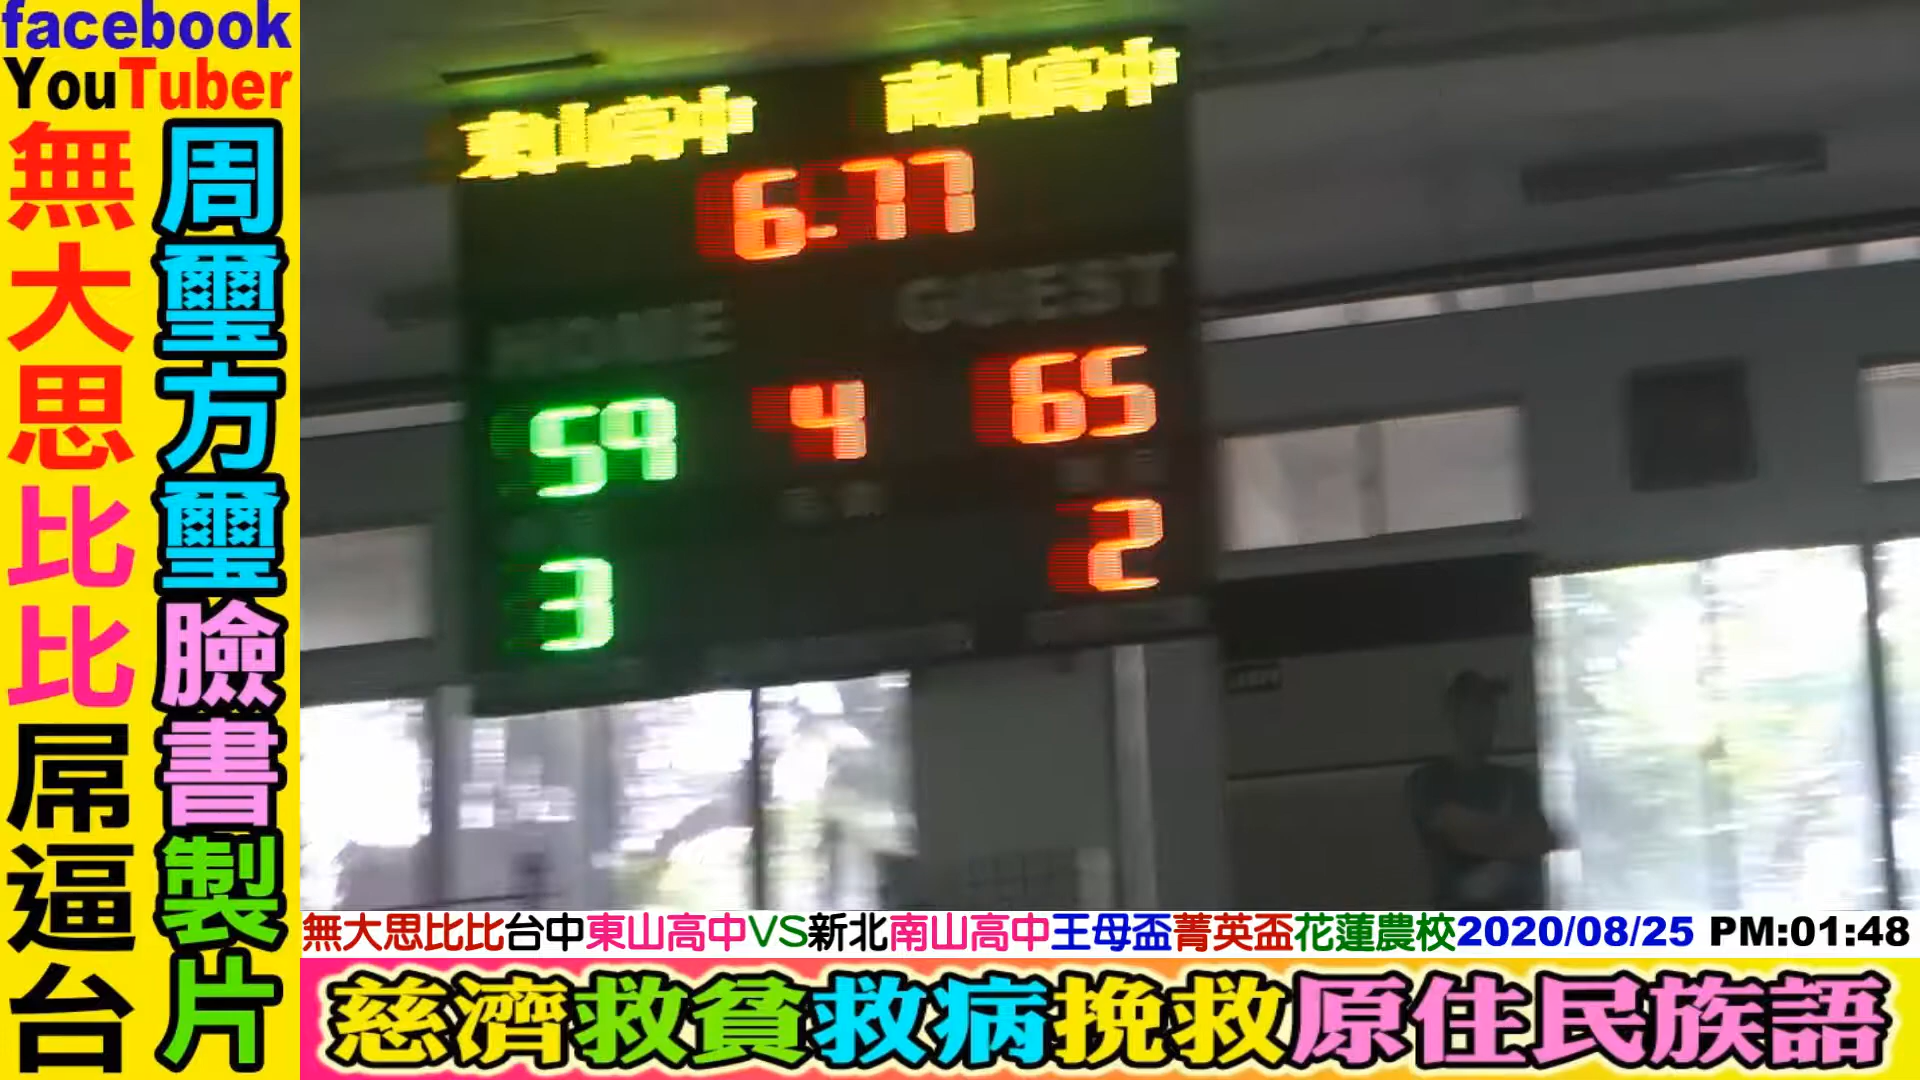 facebook
YouTuber
無大思比比屌逼台
周璽方璽臉書製片
東山高中 南山高中
6-77
HOME GUEST
59 4 65
3 2
無大思比比台中東山高中VS新北南山高中王母盃菁英盃花蓮農校2020/08/25 PM:01:48
慈濟救貧救病挽救原住民族語